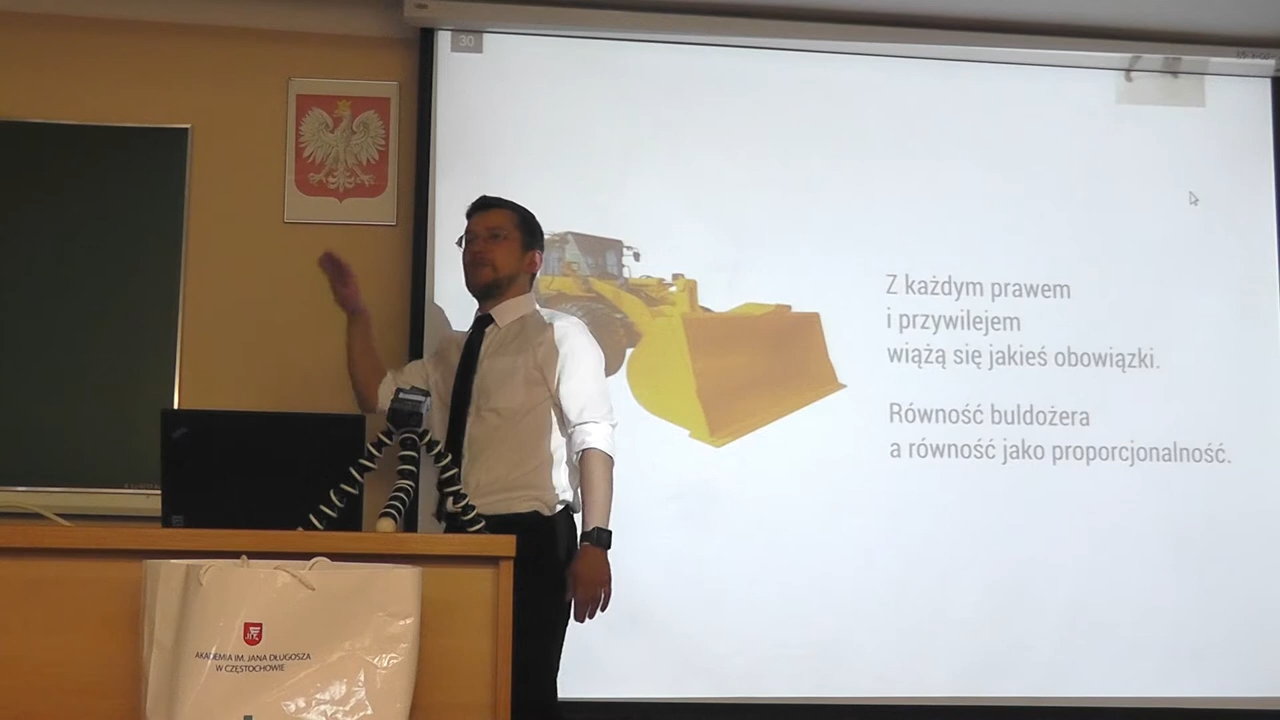 30
Z każdym prawem
i przywilejem
wiążą się jakieś obowiązki.
Równość buldożera
a równość jako proporcjonalność.
AKADEMIA IM. JANA DŁUGOSZA
W CZĘSTOCHOWIE